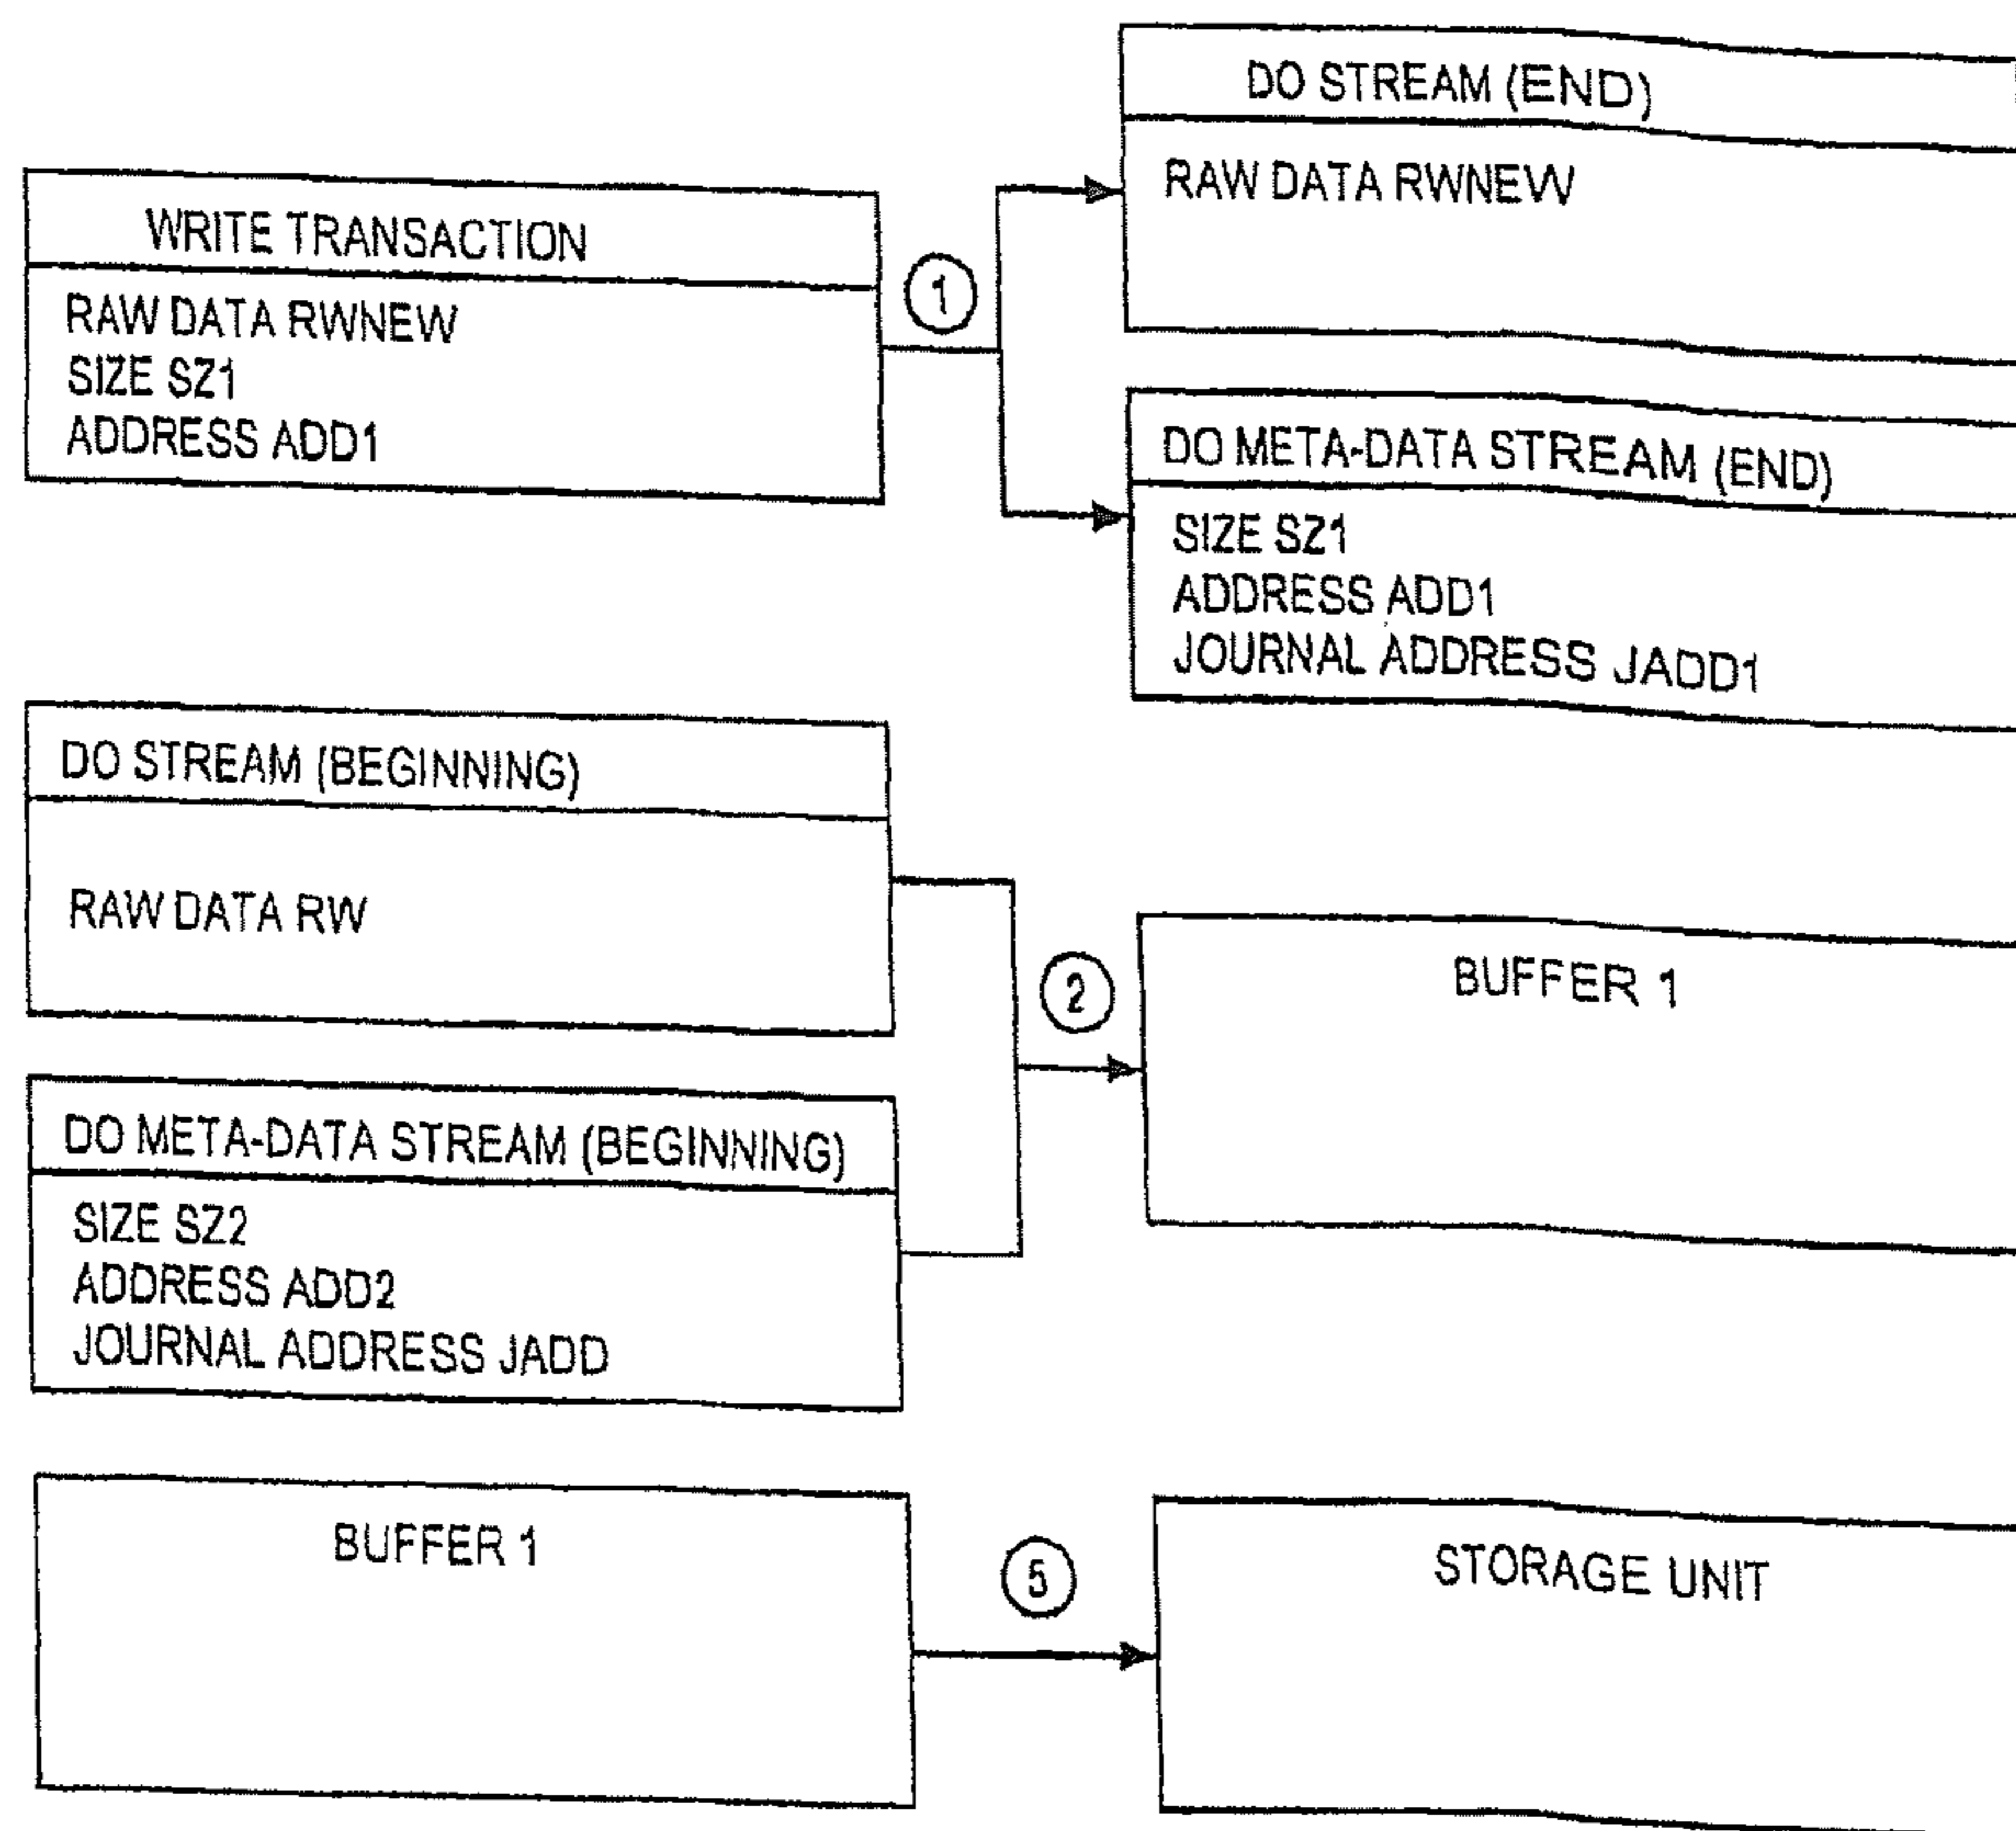 DO STREAM (END)
RAW DATA RWNEW
WRITE TRANSACTION
RAW DATA RWNEW
SIZE SZ1
ADDRESS ADD1
1
DO META-DATA STREAM (END)
SIZE SZ1
ADDRESS ADD1
JOURNAL ADDRESS JADD1
DO STREAM (BEGINNING)
RAW DATA RW
2
BUFFER 1
DO META-DATA STREAM (BEGINNING)
SIZE SZ2
ADDRESS ADD2
JOURNAL ADDRESS JADD
BUFFER 1
5
STORAGE UNIT